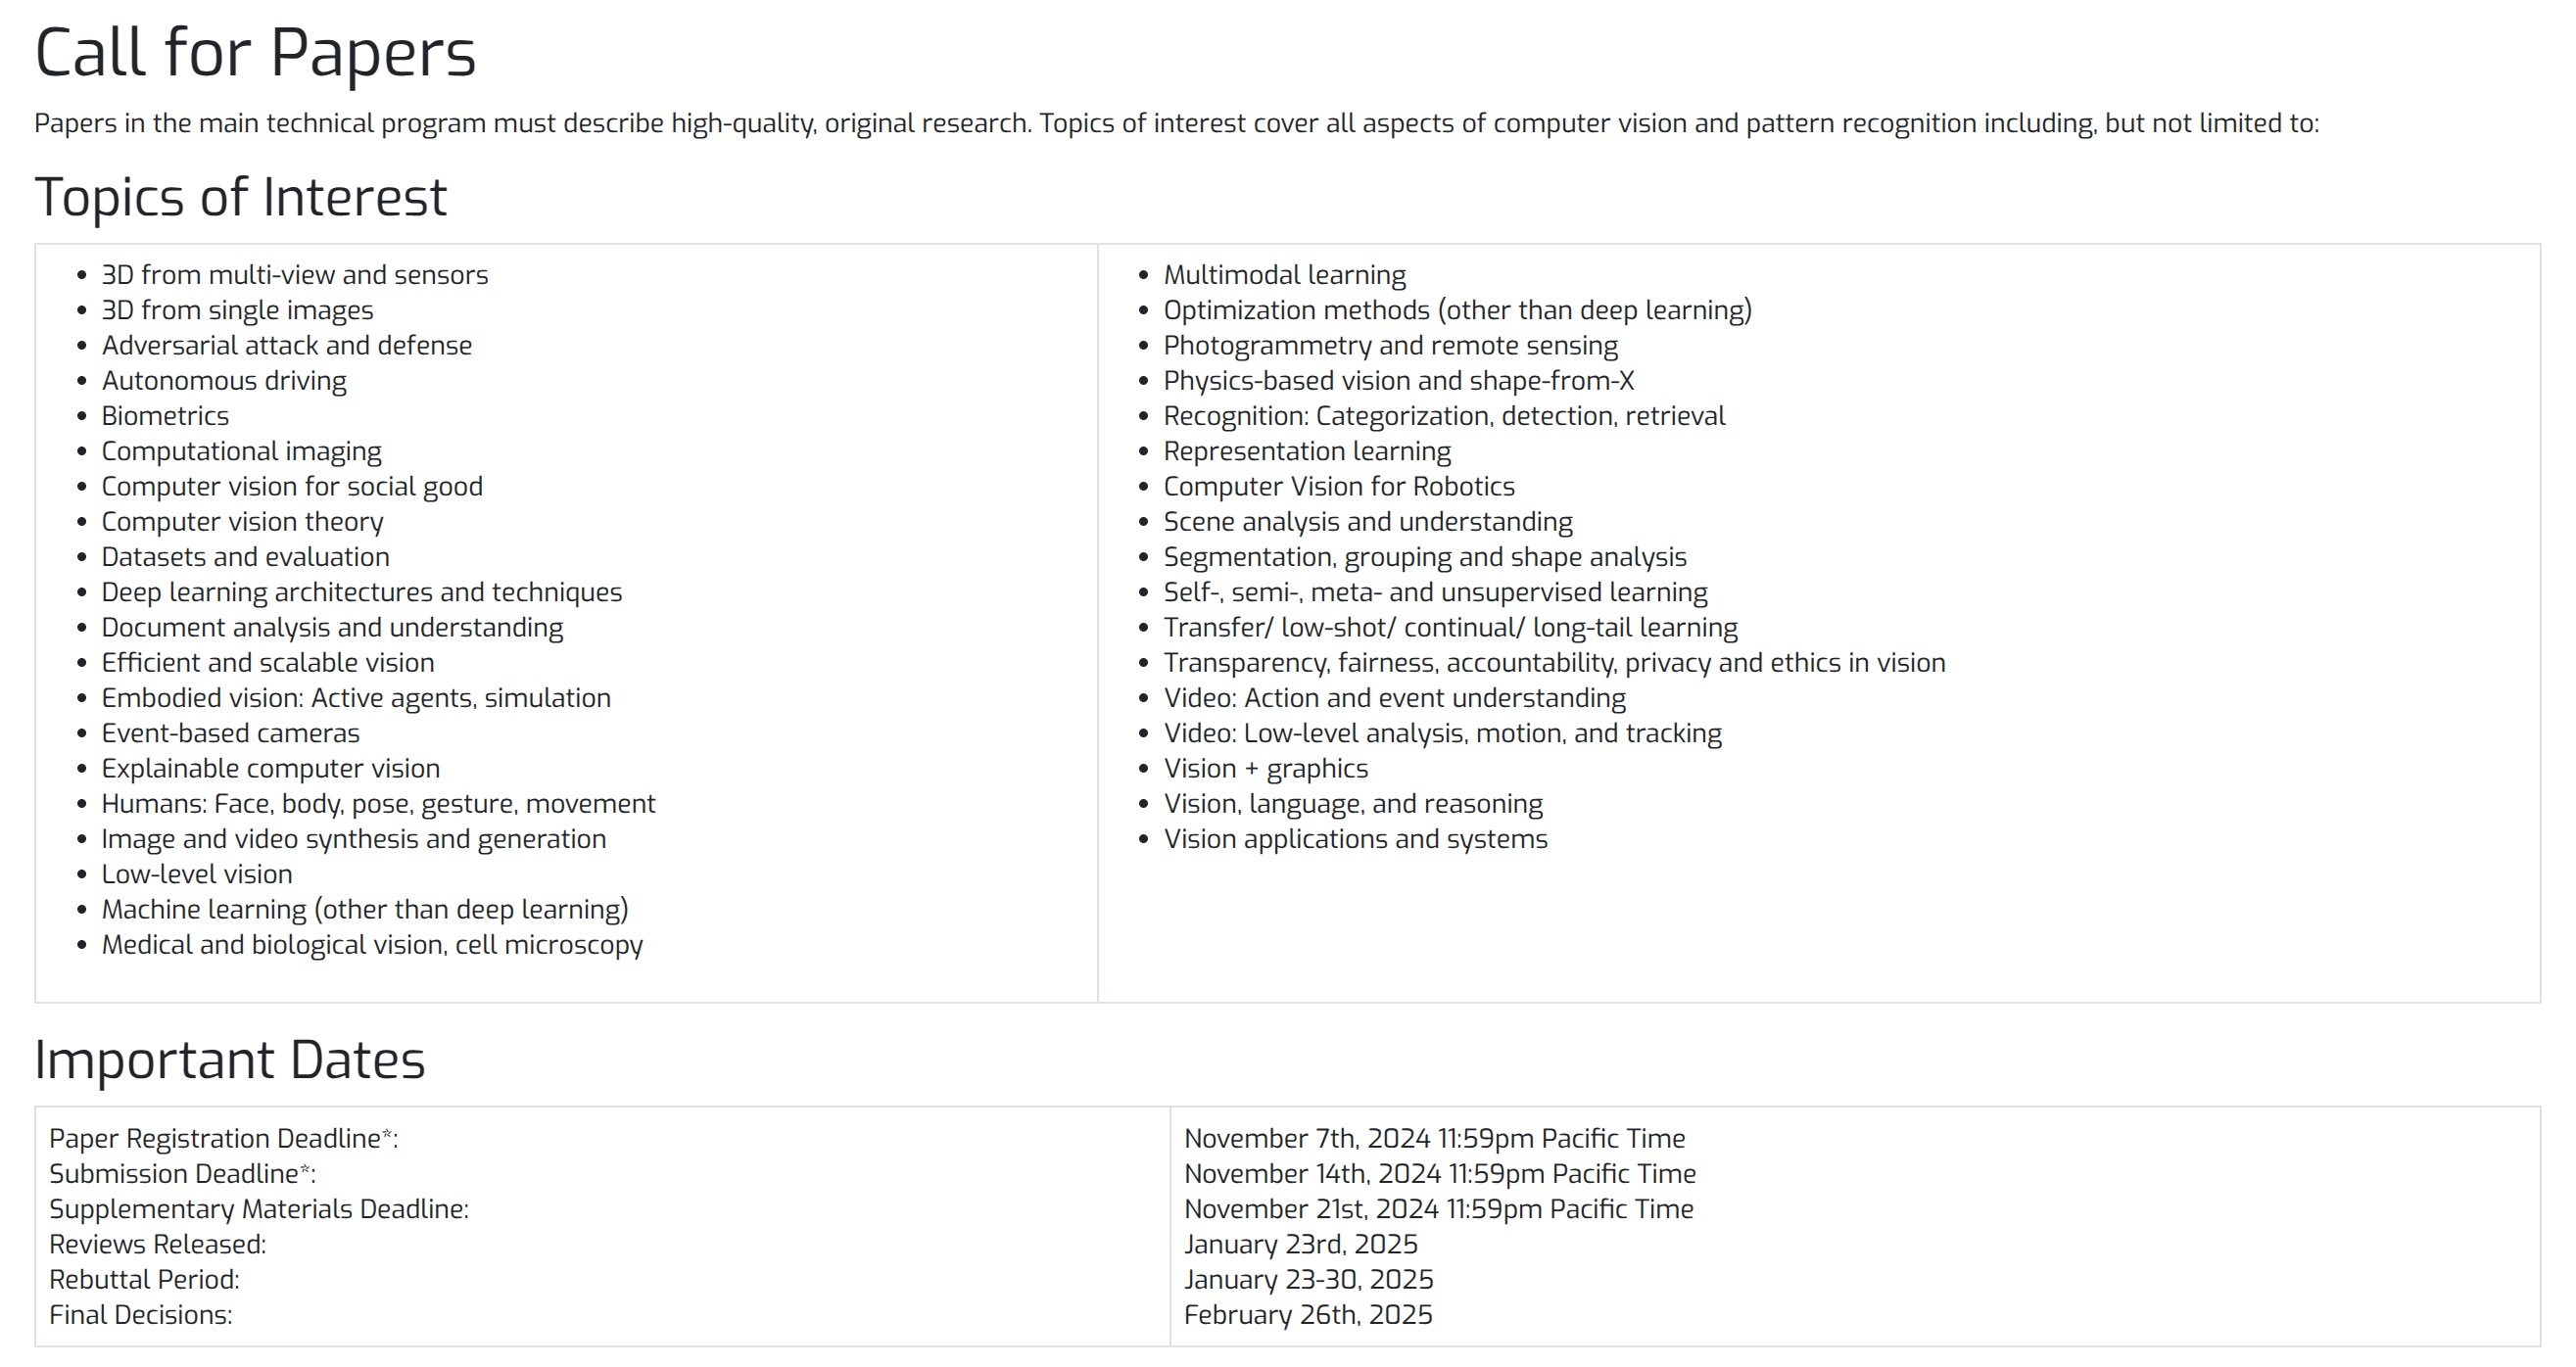 Call for Papers
Papers in the main technical program must describe high-quality, original research. Topics of interest cover all aspects of computer vision and pattern recognition including, but not limited to:
Topics of Interest
3D from multi-view and sensors
3D from single images
Adversarial attack and defense
Autonomous driving
Biometrics
Computational imaging
Computer vision for social good
Computer vision theory
Datasets and evaluation
Deep learning architectures and techniques
Document analysis and understanding
Efficient and scalable vision
Embodied vision: Active agents, simulation
Event-based cameras
Explainable computer vision
Humans: Face, body, pose, gesture, movement
Image and video synthesis and generation
Low-level vision
Machine learning (other than deep learning)
Medical and biological vision, cell microscopy
Multimodal learning
Optimization methods (other than deep learning)
Photogrammetry and remote sensing
Physics-based vision and shape-from-X
Recognition: Categorization, detection, retrieval
Representation learning
Computer Vision for Robotics
Scene analysis and understanding
Segmentation, grouping and shape analysis
Self-, semi-, meta- and unsupervised learning
Transfer/ low-shot/ continual/ long-tail learning
Transparency, fairness, accountability, privacy and ethics in vision
Video: Action and event understanding
Video: Low-level analysis, motion, and tracking
Vision + graphics
Vision, language, and reasoning
Vision applications and systems
Important Dates
Paper Registration Deadline*: November 7th, 2024 11:59pm Pacific Time
Submission Deadline*: November 14th, 2024 11:59pm Pacific Time
Supplementary Materials Deadline: November 21st, 2024 11:59pm Pacific Time
Reviews Released: January 23rd, 2025
Rebuttal Period: January 23-30, 2025
Final Decisions: February 26th, 2025